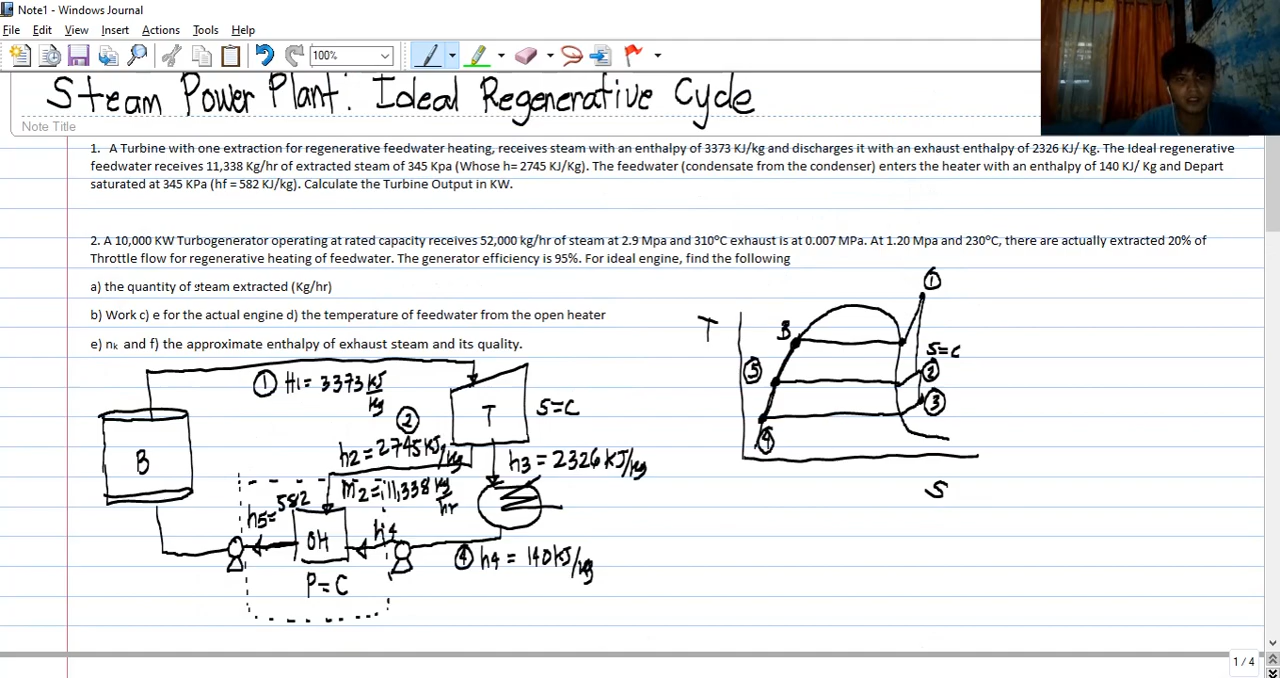 Note1 - Windows Journal
File Edit View Insert Actions Tools Help
100%
Steam Power Plant: Ideal Regenerative Cycle
Note Title
1. A Turbine with one extraction for regenerative feedwater heating, receives steam with an enthalpy of 3373 KJ/kg and discharges it with an exhaust enthalpy of 2326 KJ/ Kg. The Ideal regenerative
feedwater receives 11,338 Kg/hr of extracted steam of 345 Kpa (Whose h= 2745 KJ/Kg). The feedwater (condensate from the condenser) enters the heater with an enthalpy of 140 KJ/ Kg and Depart
saturated at 345 KPa (hf = 582 KJ/kg). Calculate the Turbine Output in KW.
2. A 10,000 KW Turbogenerator operating at rated capacity receives 52,000 kg/hr of steam at 2.9 Mpa and 310°C exhaust is at 0.007 MPa. At 1.20 Mpa and 230°C, there are actually extracted 20% of
Throttle flow for regenerative heating of feedwater. The generator efficiency is 95%. For ideal engine, find the following
a) the quantity of steam extracted (Kg/hr)
b) Work c) e for the actual engine d) the temperature of feedwater from the open heater
e) nk and f) the approximate enthalpy of exhaust steam and its quality.
① H1 = 3373 KJ/Kg
T
S=C
②
h2 = 2745 KJ/Kg
h3 = 2326 KJ/Kg
B
M2 = 11,338 Kg/hr
h5 = 582
OH
h4
④ h4 = 140 KJ/Kg
P = C
T
①
B
S=C
⑤
②
③
④
S
1 / 4